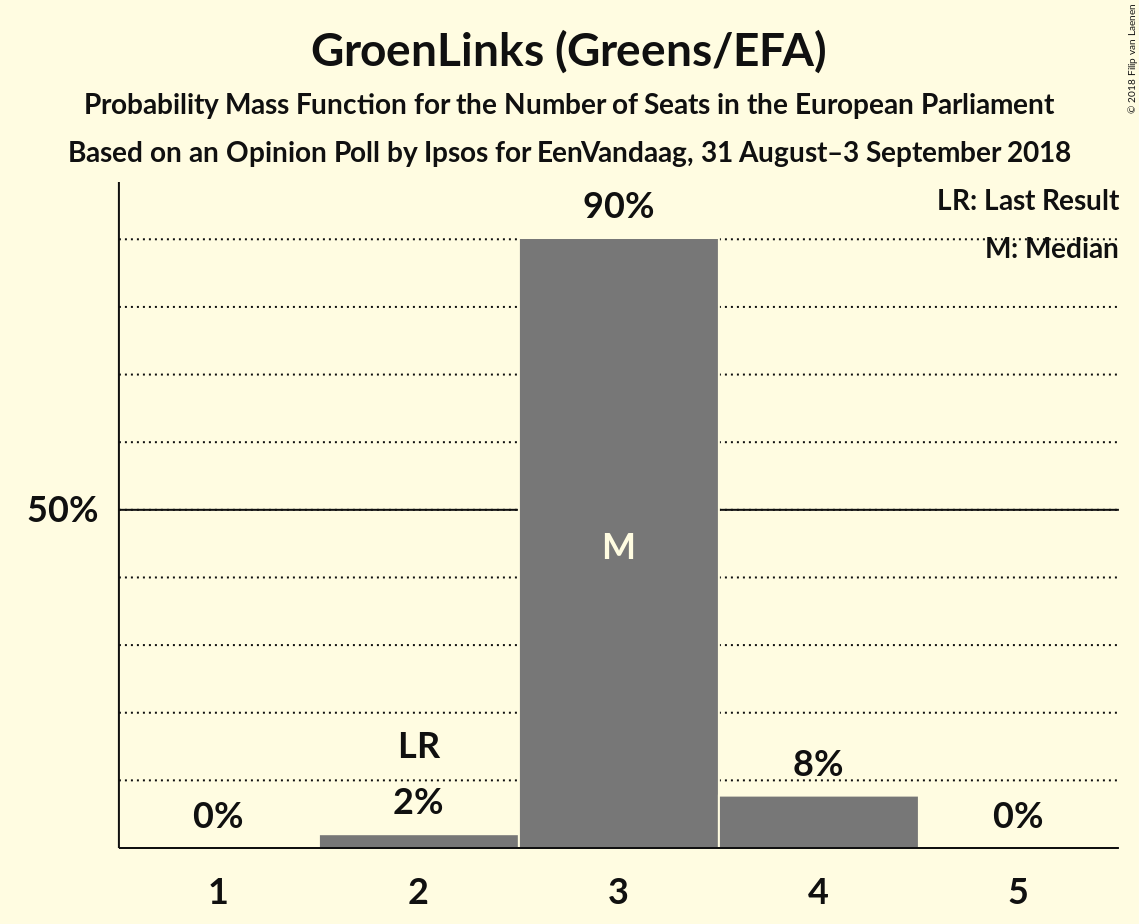 GroenLinks (Greens/EFA)
Probability Mass Function for the Number of Seats in the European Parliament
Based on an Opinion Poll by Ipsos for EenVandaag, 31 August–3 September 2018
© 2018 Filip van Laenen
LR: Last Result
M: Median
90%
50%
M
LR
0%
2%
8%
0%
1 2 3 4 5